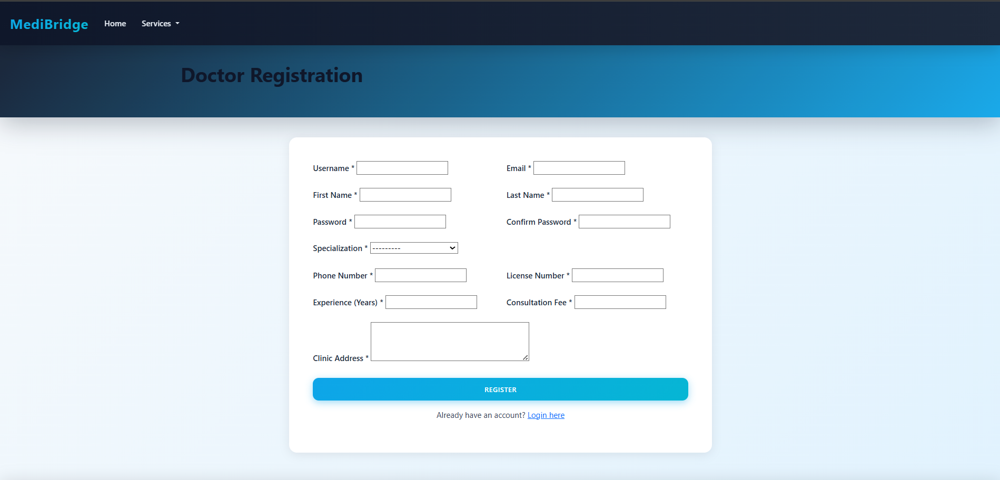 MediBridge Home Services
Doctor Registration
Username * Email *
First Name * Last Name *
Password * Confirm Password *
Specialization * ---------
Phone Number * License Number *
Experience (Years) * Consultation Fee *
Clinic Address *
REGISTER
Already have an account? Login here